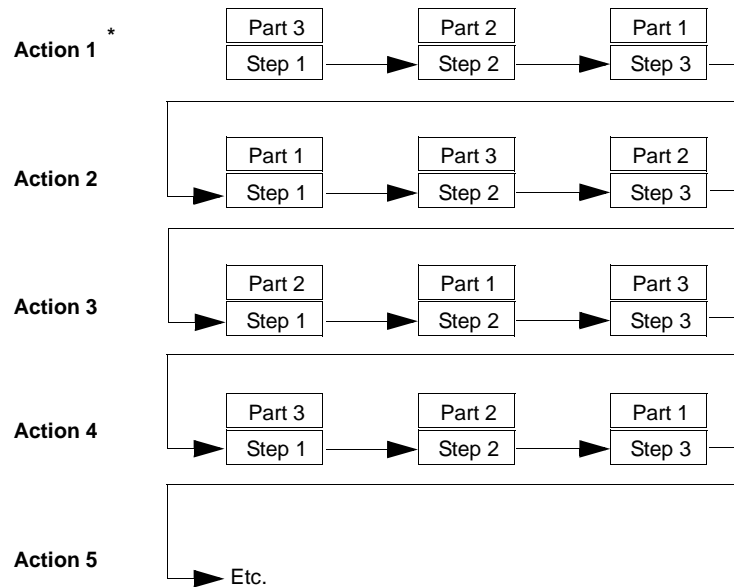 Part 3 Part 2 Part 1
Action 1 *
Step 1 Step 2 Step 3
Part 1 Part 3 Part 2
Action 2
Step 1 Step 2 Step 3
Part 2 Part 1 Part 3
Action 3
Step 1 Step 2 Step 3
Part 3 Part 2 Part 1
Action 4
Step 1 Step 2 Step 3
Action 5
Etc.